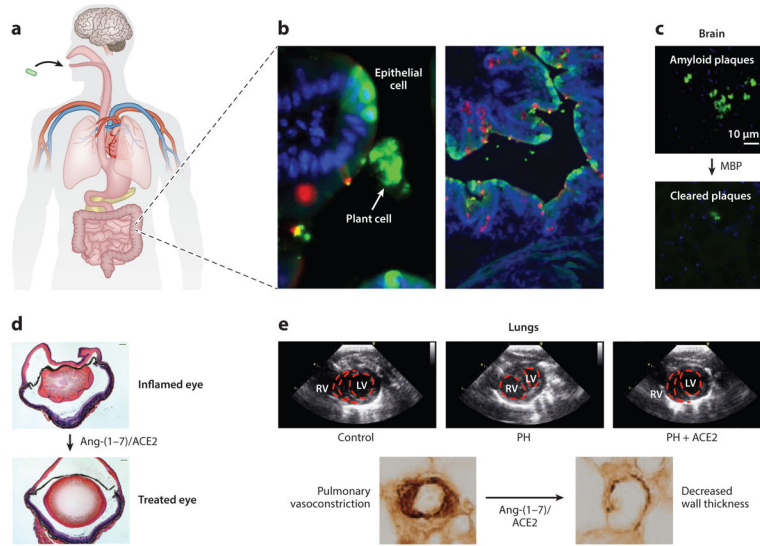 a
b
Epithelial
cell
Plant cell
c
Brain
Amyloid plaques
10 µm
MBP
Cleared plaques
d
Inflamed eye
Ang-(1–7)/ACE2
Treated eye
e
Lungs
RV
LV
Control
RV
LV
PH
RV
LV
PH + ACE2
Pulmonary
vasoconstriction
Ang-(1–7)/
ACE2
Decreased
wall thickness